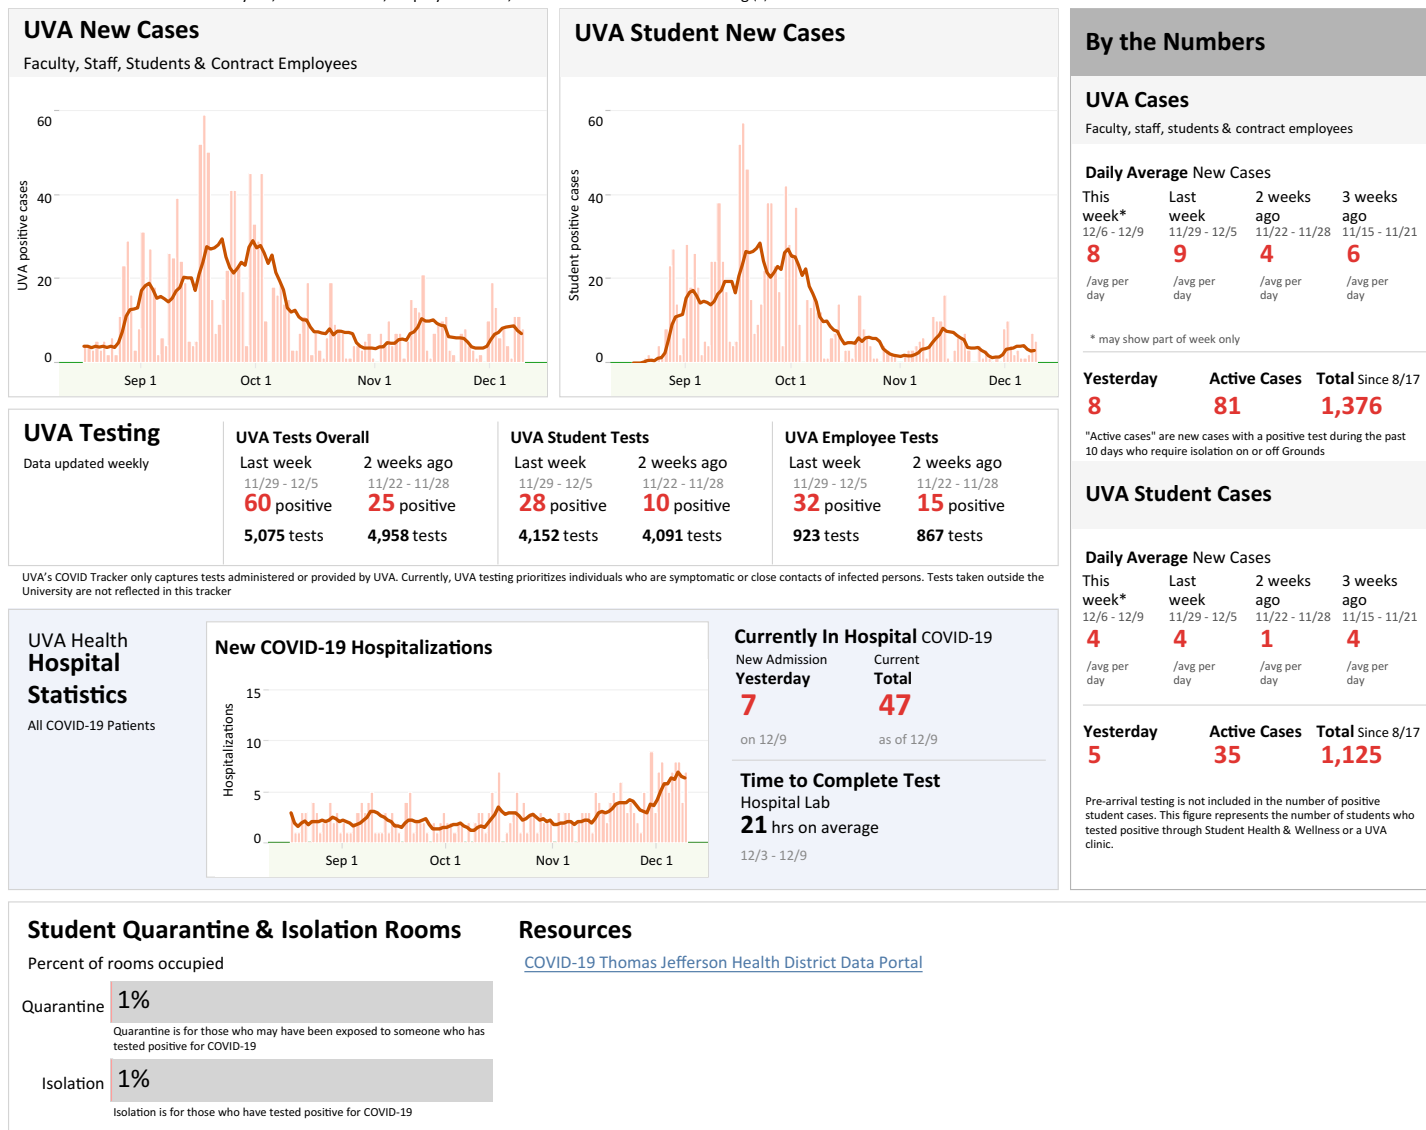 UVA New Cases
Faculty, Staff, Students & Contract Employees
UVA positive cases
60
40
20
0
Sep 1
Oct 1
Nov 1
Dec 1
UVA Student New Cases
Student positive cases
60
40
20
0
Sep 1
Oct 1
Nov 1
Dec 1
UVA Testing
Data updated weekly
UVA Tests Overall
Last week 2 weeks ago
11/29 - 12/5 11/22 - 11/28
60 positive 25 positive
5,075 tests 4,958 tests
UVA Student Tests
Last week 2 weeks ago
11/29 - 12/5 11/22 - 11/28
28 positive 10 positive
4,152 tests 4,091 tests
UVA Employee Tests
Last week 2 weeks ago
11/29 - 12/5 11/22 - 11/28
32 positive 15 positive
923 tests 867 tests
UVA's COVID Tracker only captures tests administered or provided by UVA. Currently, UVA testing prioritizes individuals who are symptomatic or close contacts of infected persons. Tests taken outside the
University are not reflected in this tracker
UVA Health
Hospital
Statistics
All COVID-19 Patients
New COVID-19 Hospitalizations
Hospitalizations
15
10
5
0
Sep 1
Oct 1
Nov 1
Dec 1
Currently In Hospital COVID-19
New Admission Current
Yesterday Total
7 47
on 12/9 as of 12/9
Time to Complete Test
Hospital Lab
21 hrs on average
12/3 - 12/9
By the Numbers
UVA Cases
Faculty, staff, students & contract employees
Daily Average New Cases
This Last 2 weeks 3 weeks
week* week ago ago
12/6 - 12/9 11/29 - 12/5 11/22 - 11/28 11/15 - 11/21
8 9 4 6
/avg per /avg per /avg per /avg per
day day day day
* may show part of week only
Yesterday Active Cases Total Since 8/17
8 81 1,376
"Active cases" are new cases with a positive test during the past
10 days who require isolation on or off Grounds
UVA Student Cases
Daily Average New Cases
This Last 2 weeks 3 weeks
week* week ago ago
12/6 - 12/9 11/29 - 12/5 11/22 - 11/28 11/15 - 11/21
4 4 1 4
/avg per /avg per /avg per /avg per
day day day day
Yesterday Active Cases Total Since 8/17
5 35 1,125
Pre-arrival testing is not included in the number of positive
student cases. This figure represents the number of students who
tested positive through Student Health & Wellness or a UVA
clinic.
Student Quarantine & Isolation Rooms
Percent of rooms occupied
Quarantine 1%
Quarantine is for those who may have been exposed to someone who has
tested positive for COVID-19
Isolation 1%
Isolation is for those who have tested positive for COVID-19
Resources
COVID-19 Thomas Jefferson Health District Data Portal